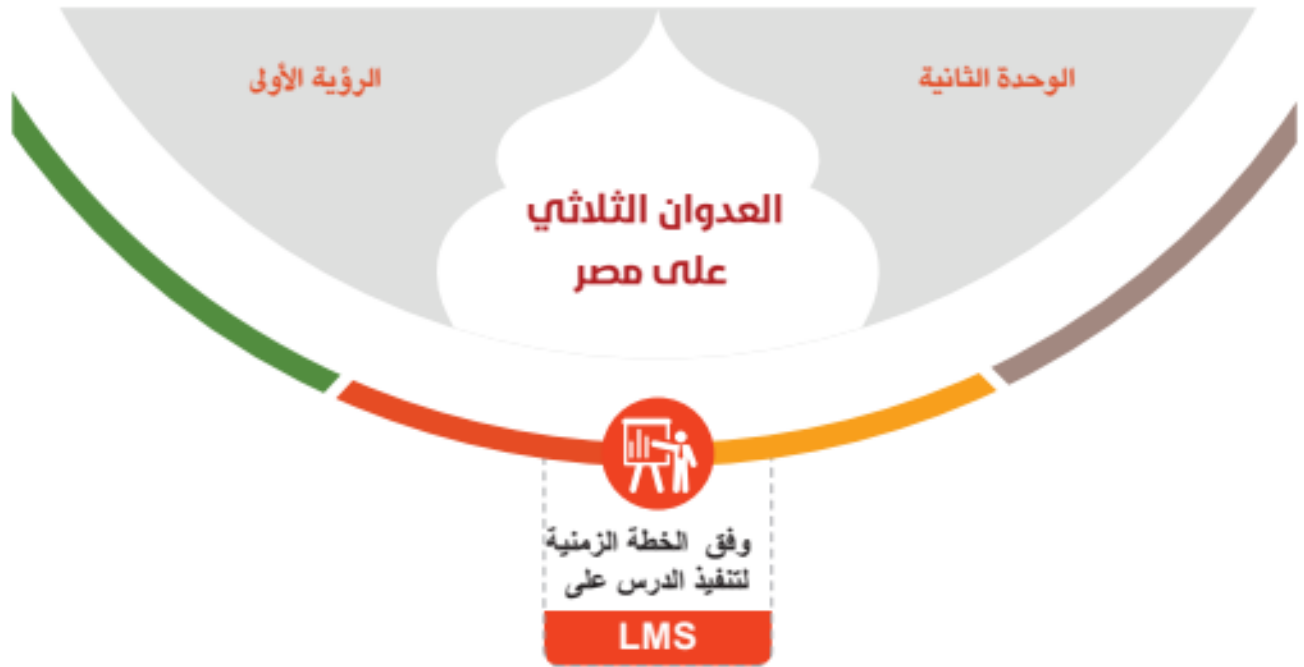 الوحدة الثانية
الرؤية الأولى
العدوان الثلاثي
على مصر
وفق الخطة الزمنية
لتنفيذ الدرس على
LMS